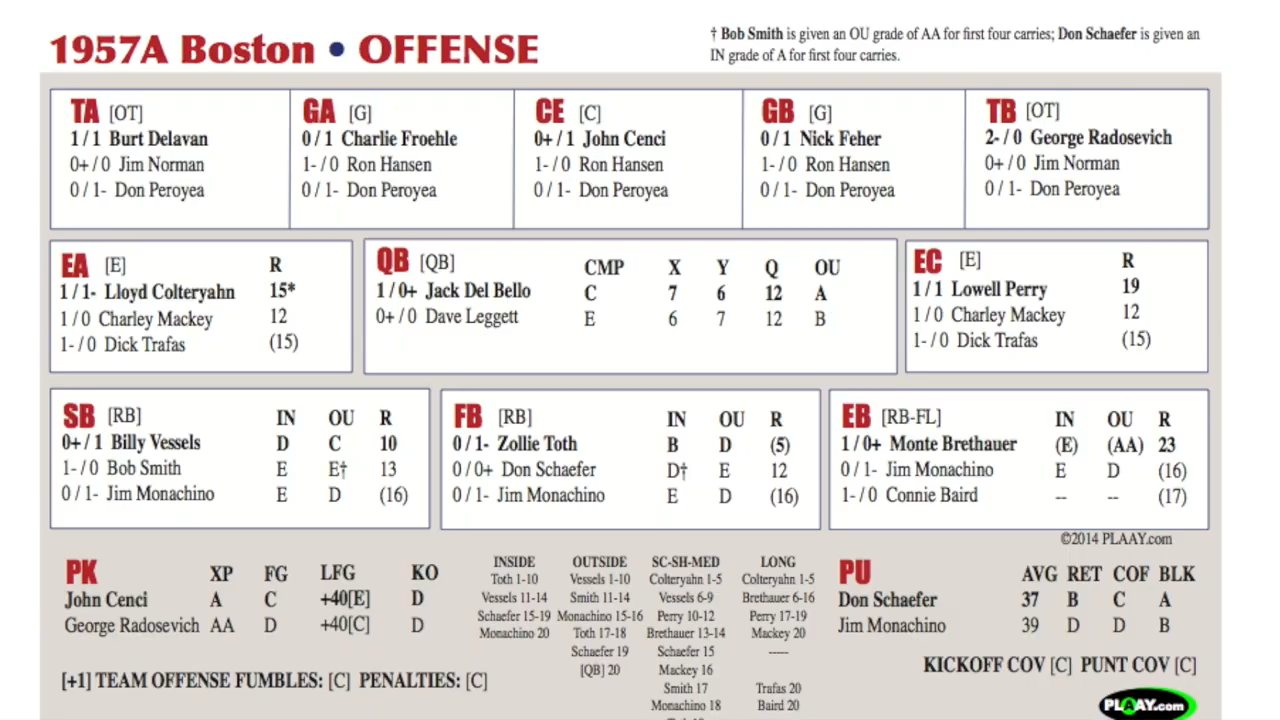 1957A Boston • OFFENSE
† Bob Smith is given an OU grade of AA for first four carries; Don Schaefer is given an
IN grade of A for first four carries.
TA [OT]
1 / 1 Burt Delavan
0+ / 0 Jim Norman
0 / 1- Don Peroyea
GA [G]
0 / 1 Charlie Froehle
1- / 0 Ron Hansen
0 / 1- Don Peroyea
CE [C]
0+ / 1 John Cenci
1- / 0 Ron Hansen
0 / 1- Don Peroyea
GB [G]
0 / 1 Nick Feher
1- / 0 Ron Hansen
0 / 1- Don Peroyea
TB [OT]
2- / 0 George Radosevich
0+ / 0 Jim Norman
0 / 1- Don Peroyea
EA [E] R
1 / 1- Lloyd Colteryahn 15*
1 / 0 Charley Mackey 12
1- / 0 Dick Trafas (15)
QB [QB] CMP X Y Q OU
1 / 0+ Jack Del Bello C 7 6 12 A
0+ / 0 Dave Leggett E 6 7 12 B
EC [E] R
1 / 1 Lowell Perry 19
1 / 0 Charley Mackey 12
1- / 0 Dick Trafas (15)
SB [RB] IN OU R
0+ / 1 Billy Vessels D C 10
1- / 0 Bob Smith E E† 13
0 / 1- Jim Monachino E D (16)
FB [RB] IN OU R
0 / 1- Zollie Toth B D (5)
0 / 0+ Don Schaefer D† E 12
0 / 1- Jim Monachino E D (16)
EB [RB-FL] IN OU R
1 / 0+ Monte Brethauer (E) (AA) 23
0 / 1- Jim Monachino E D (16)
1- / 0 Connie Baird -- -- (17)
©2014 PLAAY.com
PK XP FG LFG KO
John Cenci A C +40[E] D
George Radosevich AA D +40[C] D
[+1] TEAM OFFENSE FUMBLES: [C] PENALTIES: [C]
INSIDE
Toth 1-10
Vessels 11-14
Schaefer 15-19
Monachino 20
OUTSIDE
Vessels 1-10
Smith 11-14
Monachino 15-16
Toth 17-18
Schaefer 19
[QB] 20
SC-SH-MED
Colteryahn 1-5
Vessels 6-9
Perry 10-12
Brethauer 13-14
Schaefer 15
Mackey 16
Smith 17
Monachino 18
LONG
Colteryahn 1-5
Brethauer 6-16
Perry 17-19
Mackey 20
-----
Trafas 20
Baird 20
PU AVG RET COF BLK
Don Schaefer 37 B C A
Jim Monachino 39 D D B
KICKOFF COV [C] PUNT COV [C]
PLAAY.com